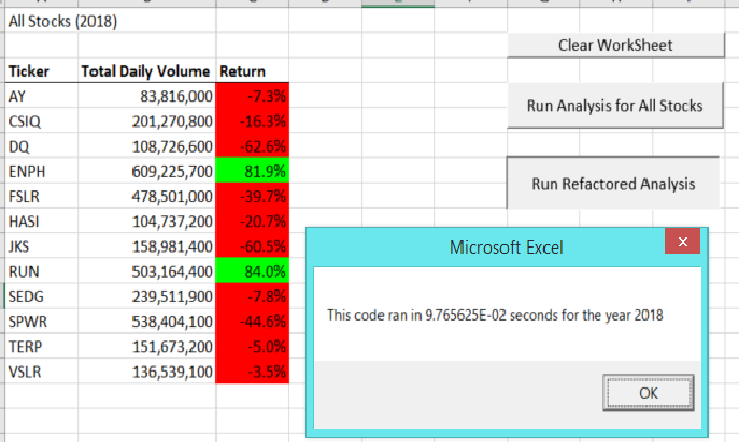 All Stocks (2018)
Clear WorkSheet
Ticker Total Daily Volume Return
AY 83,816,000 -7.3%
Run Analysis for All Stocks
CSIQ 201,270,800 -16.3%
DQ 108,726,600 -62.6%
ENPH 609,225,700 81.9%
Run Refactored Analysis
FSLR 478,501,000 -39.7%
HASI 104,737,200 -20.7%
JKS 158,981,400 -60.5%
RUN 503,164,400 84.0%
SEDG 239,511,900 -7.8%
SPWR 538,404,100 -44.6%
TERP 151,673,200 -5.0%
VSLR 136,539,100 -3.5%
Microsoft Excel
x
This code ran in 9.765625E-02 seconds for the year 2018
OK